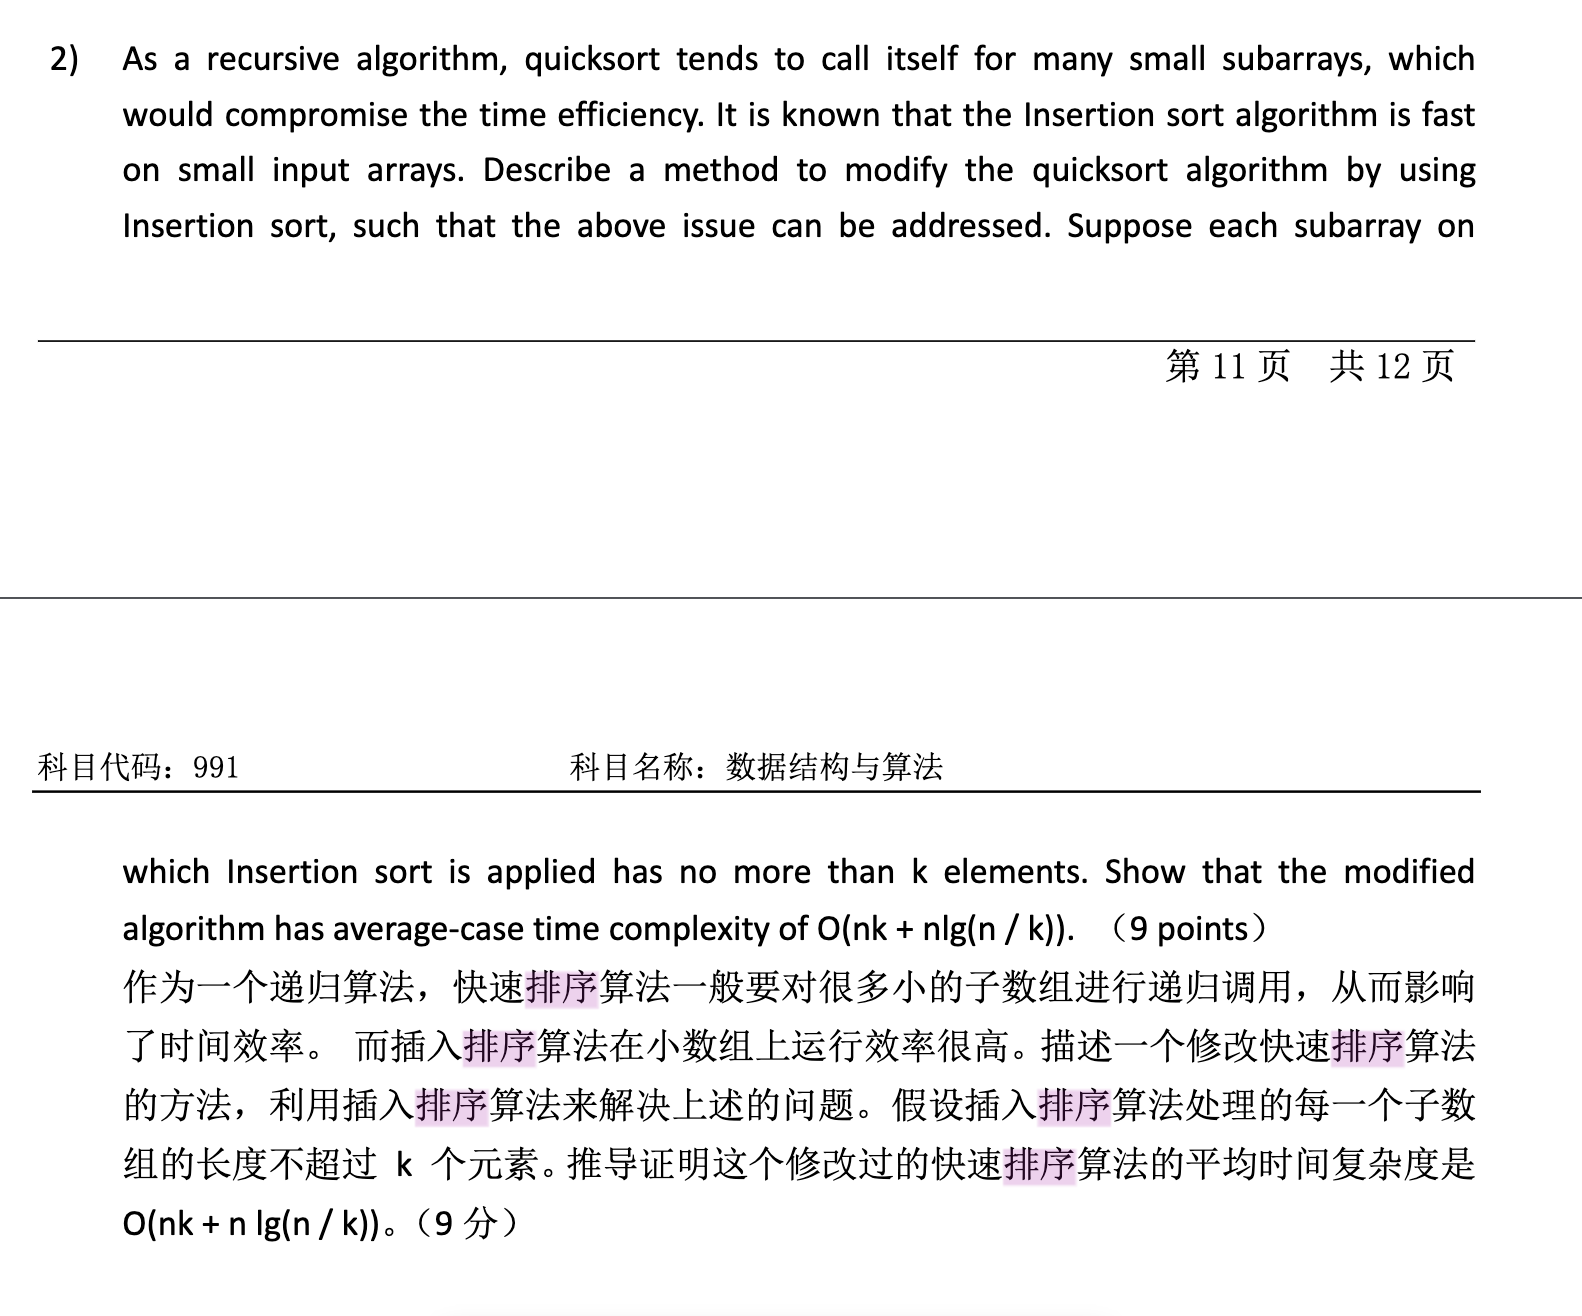 2) As a recursive algorithm, quicksort tends to call itself for many small subarrays, which
would compromise the time efficiency. It is known that the Insertion sort algorithm is fast
on small input arrays. Describe a method to modify the quicksort algorithm by using
Insertion sort, such that the above issue can be addressed. Suppose each subarray on
第 11 页 共 12 页
科目代码：991 科目名称：数据结构与算法
which Insertion sort is applied has no more than k elements. Show that the modified
algorithm has average-case time complexity of O(nk + nlg(n / k)). （9 points）
作为一个递归算法，快速排序算法一般要对很多小的子数组进行递归调用，从而影响
了时间效率。 而插入排序算法在小数组上运行效率很高。描述一个修改快速排序算法
的方法，利用插入排序算法来解决上述的问题。假设插入排序算法处理的每一个子数
组的长度不超过 k 个元素。推导证明这个修改过的快速排序算法的平均时间复杂度是
O(nk + n lg(n / k))。（9 分）